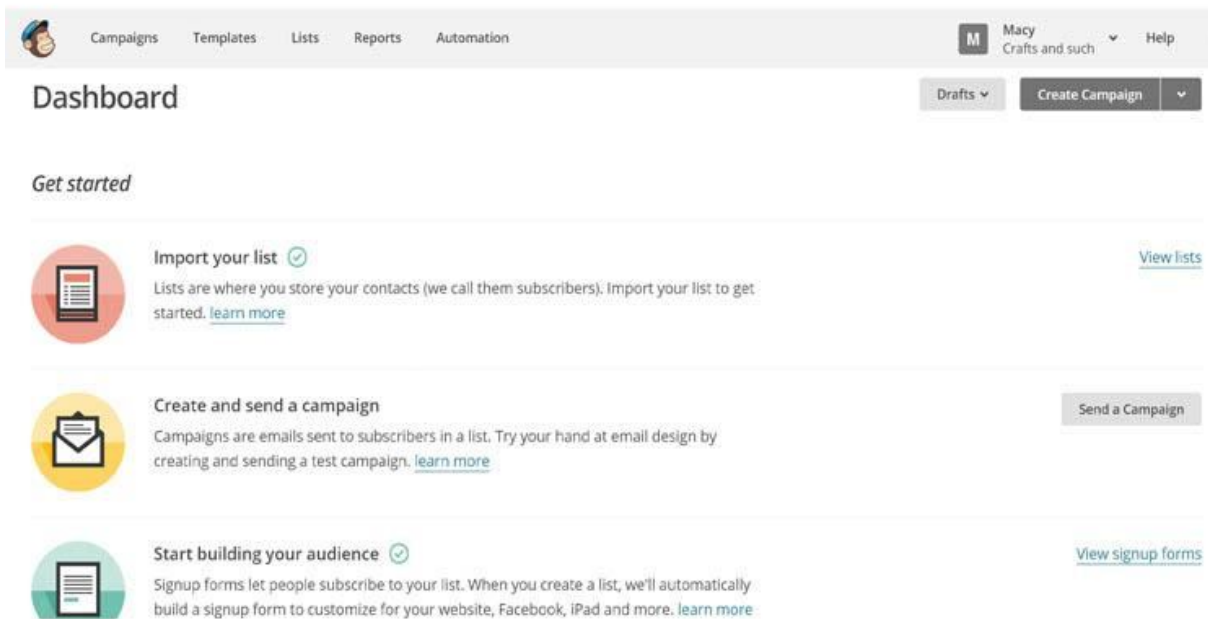 Campaigns Templates Lists Reports Automation
M Macy
Crafts and such
Help
Dashboard
Drafts
Create Campaign
Get started
Import your list
View lists
Lists are where you store your contacts (we call them subscribers). Import your list to get
started. learn more
Create and send a campaign
Send a Campaign
Campaigns are emails sent to subscribers in a list. Try your hand at email design by
creating and sending a test campaign. learn more
Start building your audience
View signup forms
Signup forms let people subscribe to your list. When you create a list, we'll automatically
build a signup form to customize for your website, Facebook, iPad and more. learn more